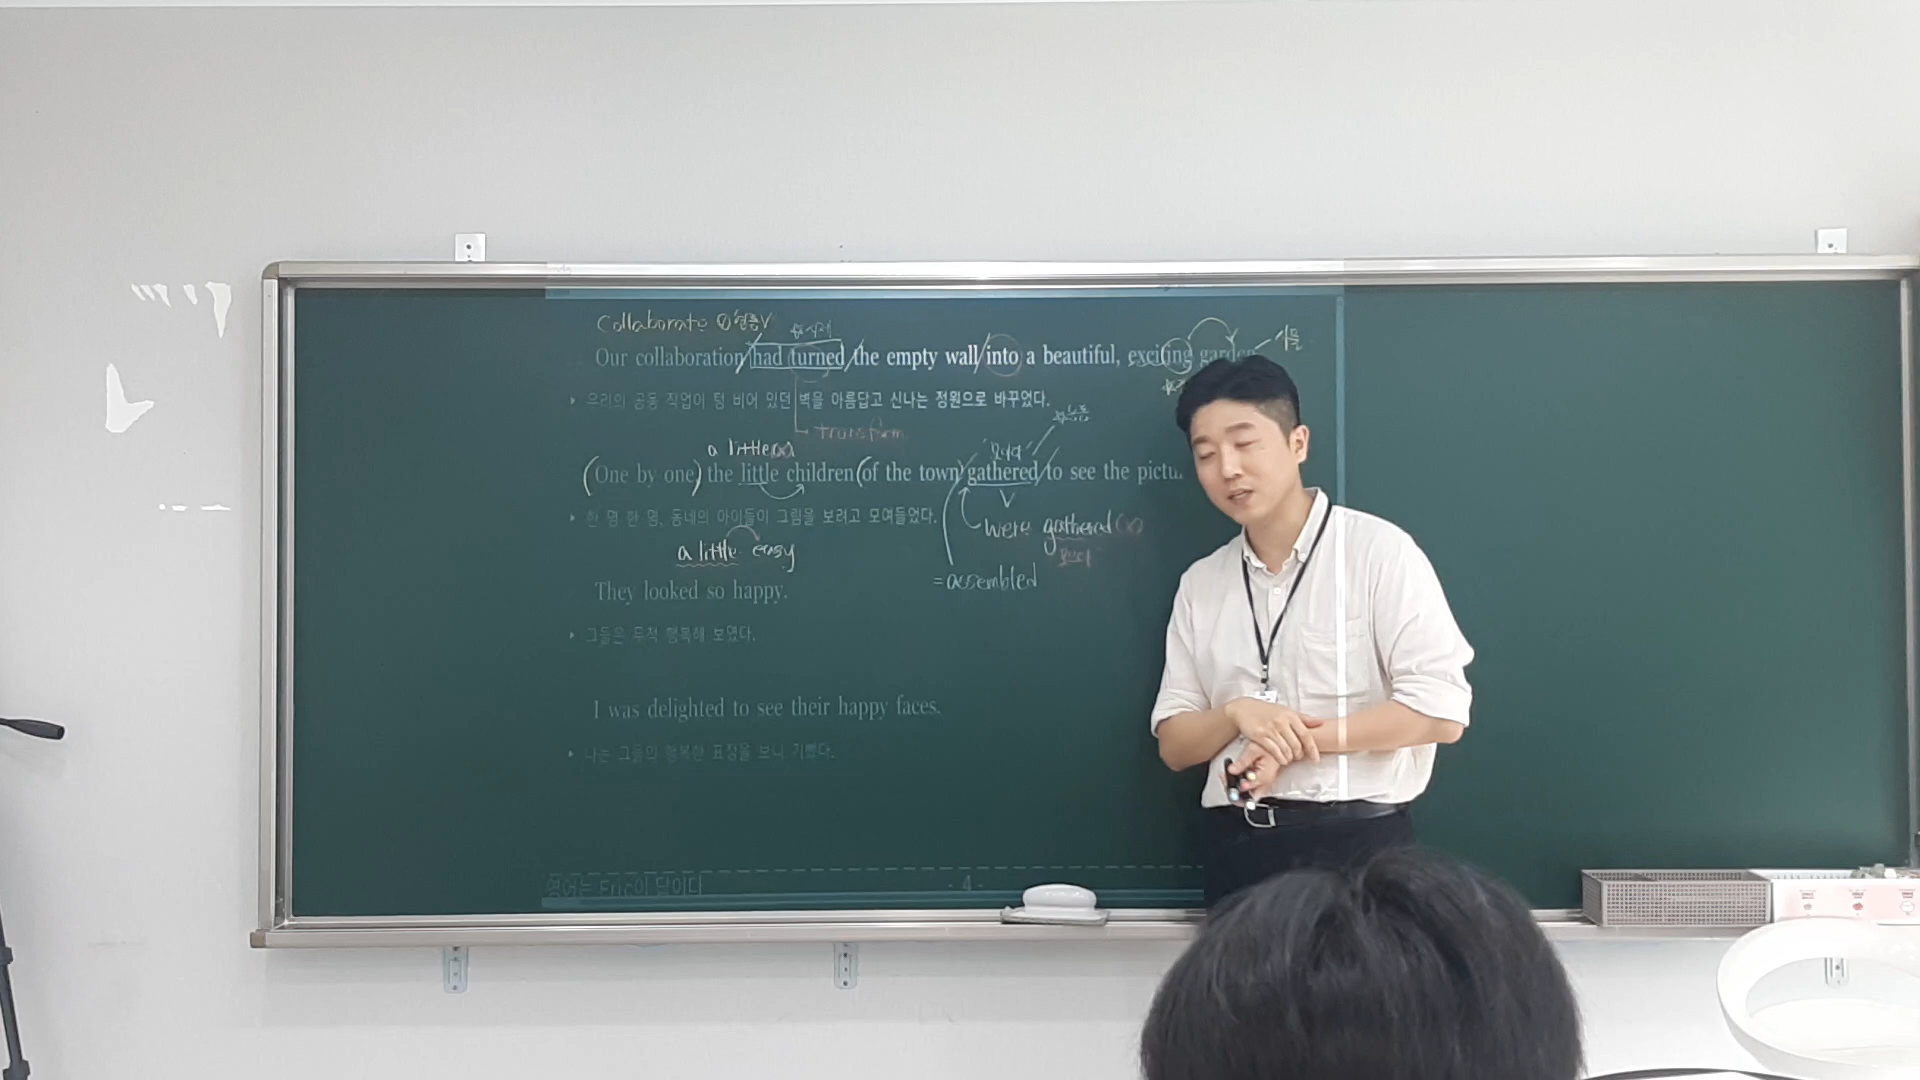 Collaborate ⓥ 협동V
Our collaboration had turned the empty wall into a beautiful, exciting garden
우리의 공동 작업이 텅 비어 있던 벽을 아름답고 신나는 정원으로 바꾸었다.
transform
a little(x)
One by one, the little children of the town gathered to see the pictu
V
한 명 한 명, 동네의 아이들이 그림을 보려고 모여들었다.
were gathered(x)
a little easy
=assembled
They looked so happy.
그들은 무척 행복해 보였다.
I was delighted to see their happy faces.
나는 그들의 행복한 표정을 보니 기뻤다.
영어는 Eric이 답이다
- 4 -